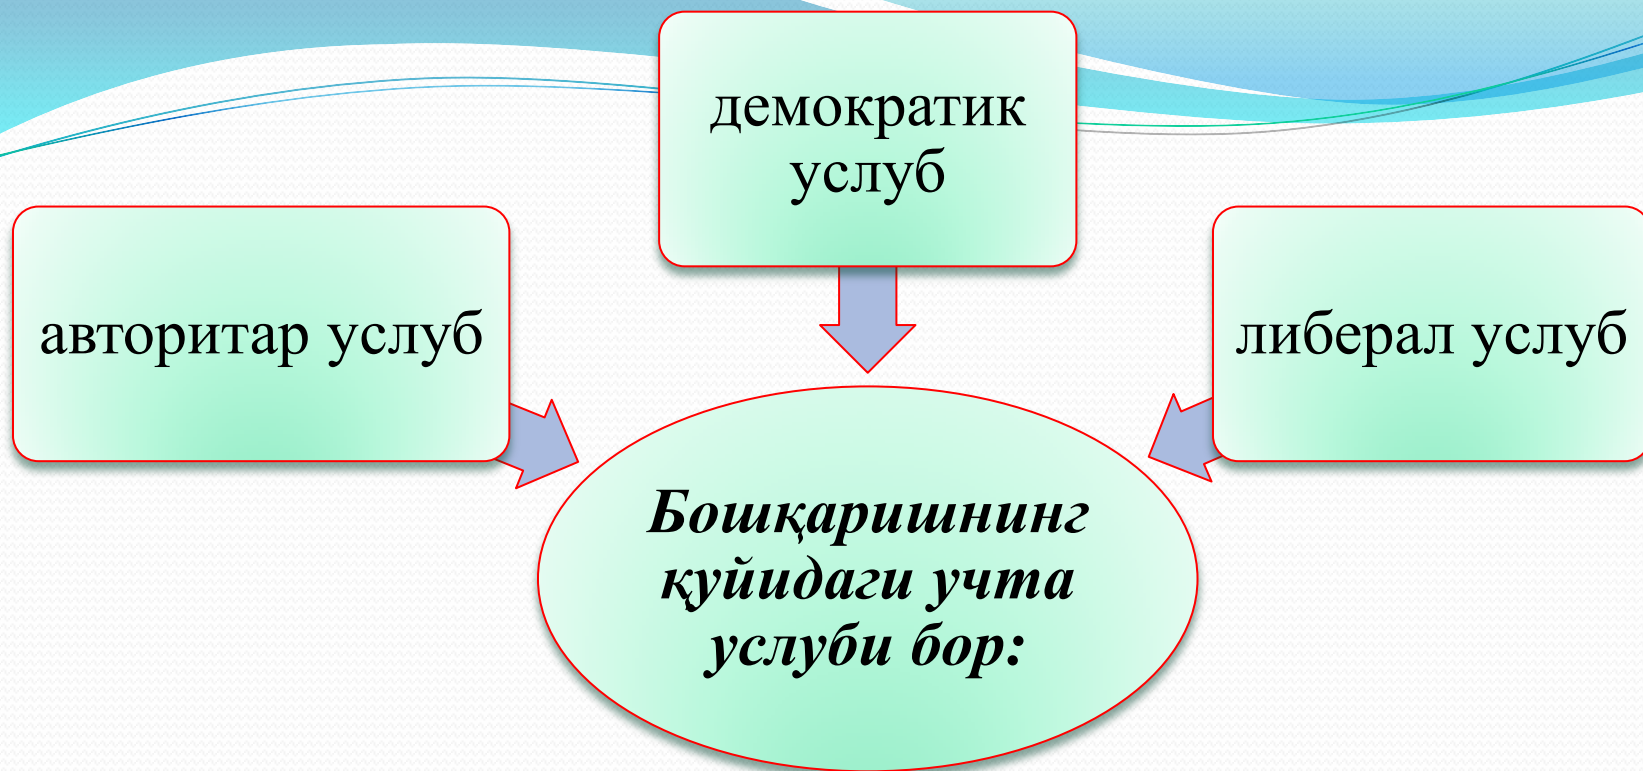 демократик
услуб
авторитар услуб
либерал услуб
Бошқаришнинг
қуйидаги учта
услуби бор: